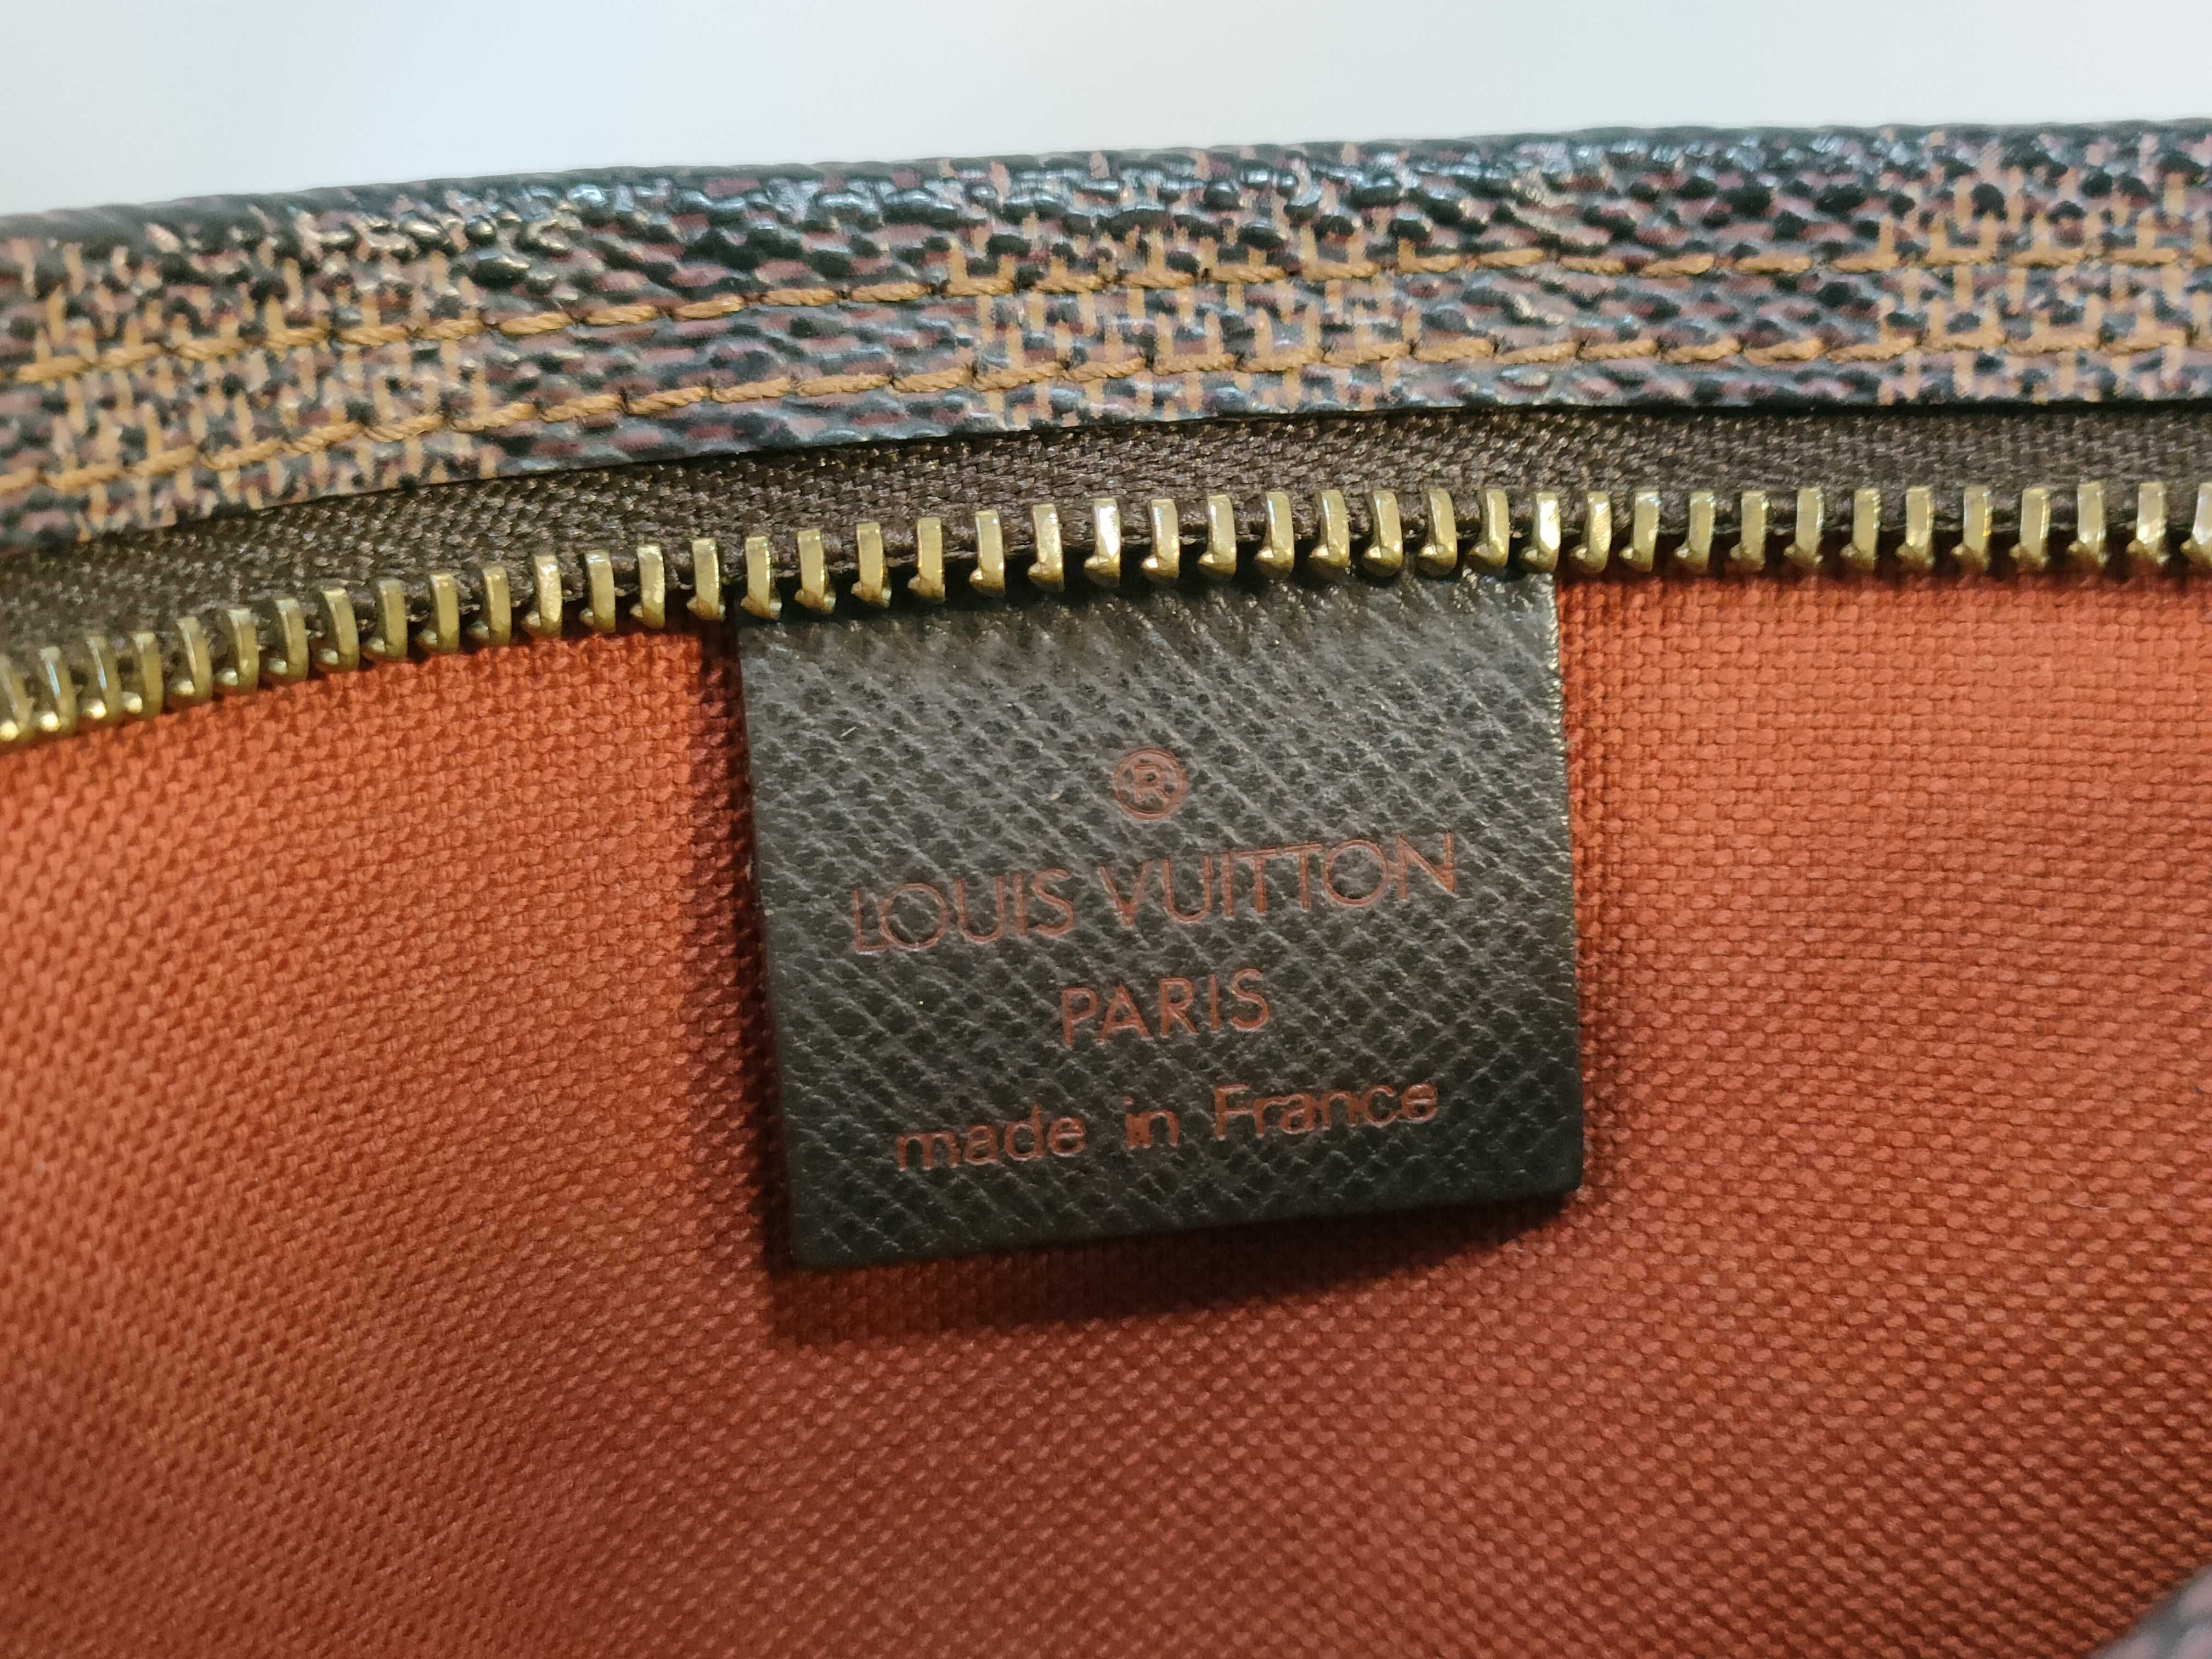 ®
LOUIS VUITTON
PARIS
made in France